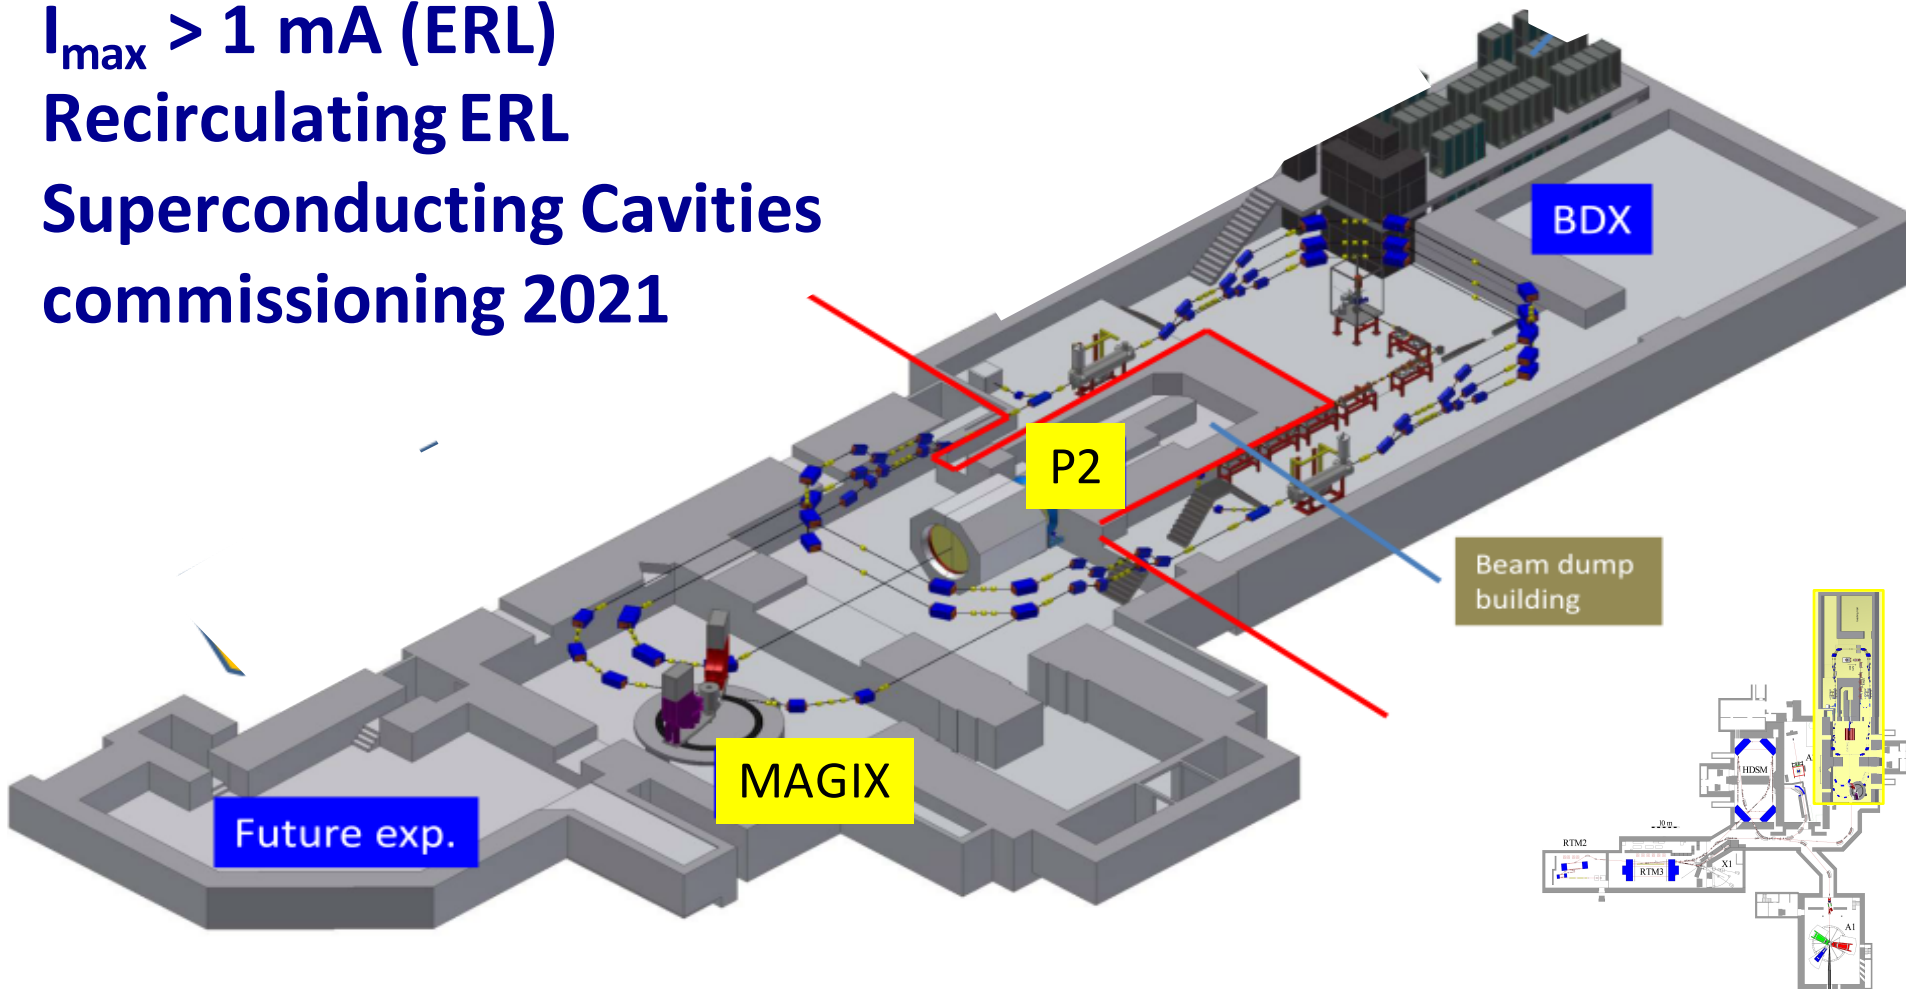 Imax > 1 mA (ERL)
Recirculating ERL
Superconducting Cavities
commissioning 2021
BDX
P2
Beam dump
building
MAGIX
Future exp.
HDSM
A
10 m
RTM2
RTM3
X1
A1